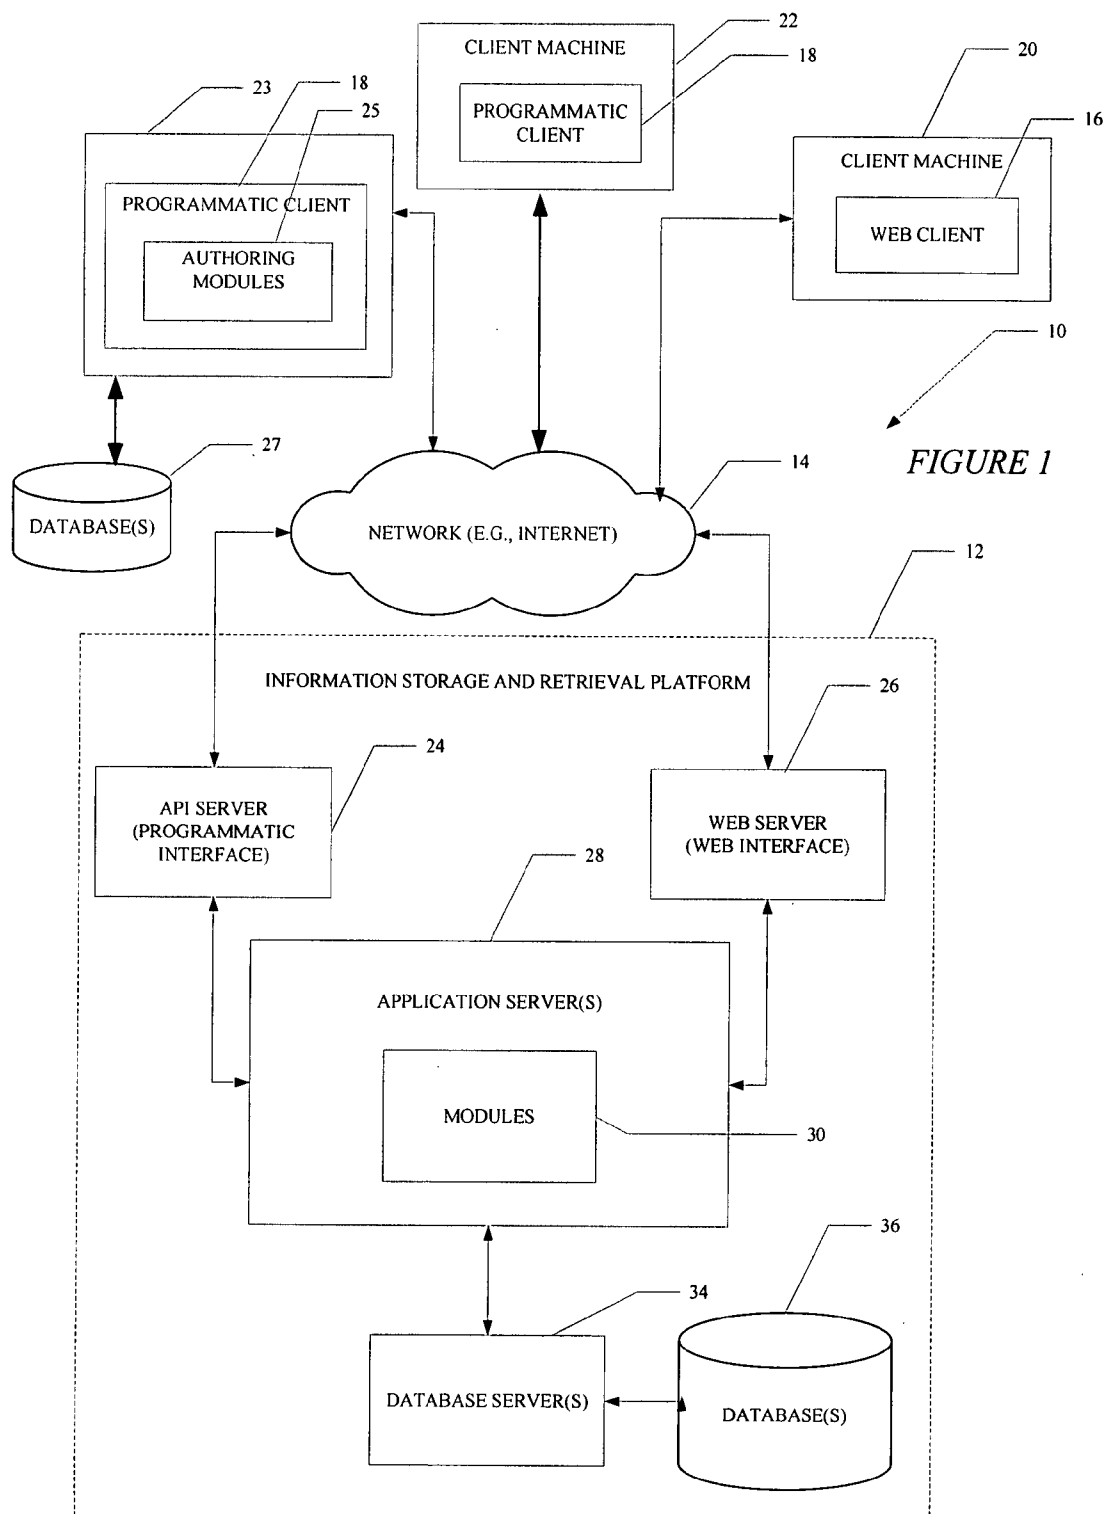 22
CLIENT MACHINE
18
PROGRAMMATIC
CLIENT
20
16
CLIENT MACHINE
WEB CLIENT
23
18
25
PROGRAMMATIC CLIENT
AUTHORING
MODULES
10
FIGURE 1
27
DATABASE(S)
14
NETWORK (E.G., INTERNET)
12
INFORMATION STORAGE AND RETRIEVAL PLATFORM
24
26
API SERVER
(PROGRAMMATIC
INTERFACE)
WEB SERVER
(WEB INTERFACE)
28
APPLICATION SERVER(S)
MODULES
30
36
34
DATABASE SERVER(S)
DATABASE(S)